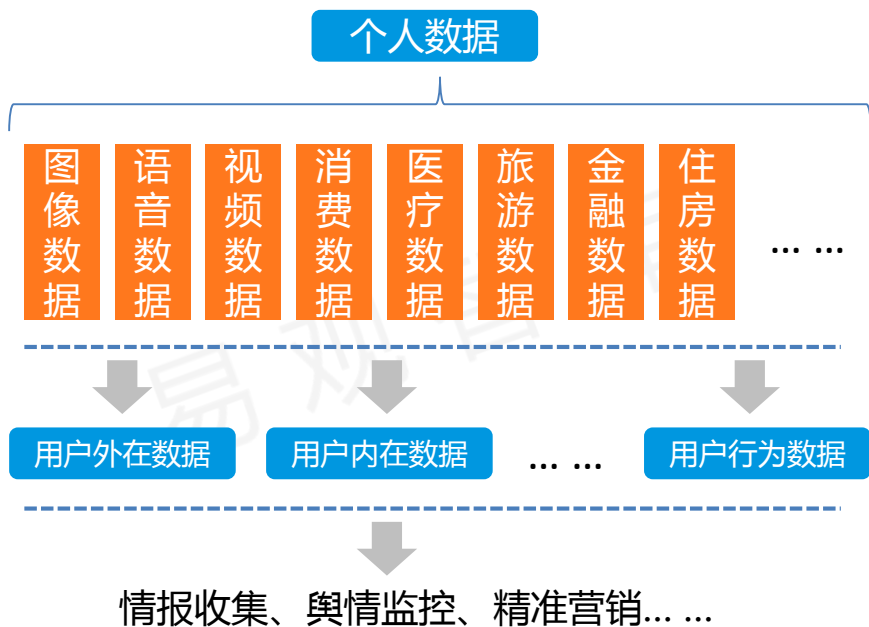 个人数据
图像数据
语音数据
视频数据
消费数据
医疗数据
旅游数据
金融数据
住房数据
... ...
用户外在数据
用户内在数据
... ...
用户行为数据
情报收集、舆情监控、精准营销... ...
易观智